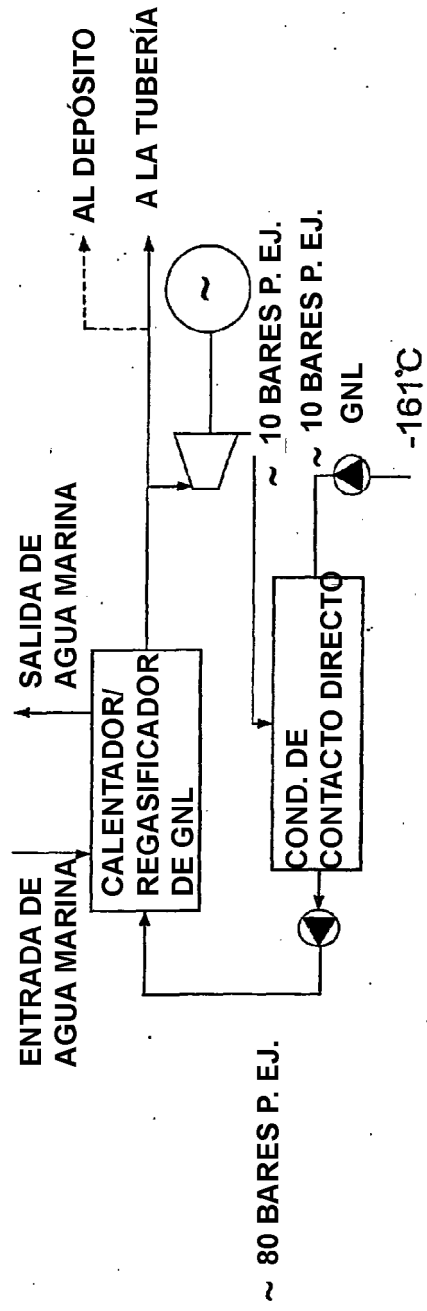 ENTRADA DE
AGUA MARINA
SALIDA DE
AGUA MARINA
CALENTADOR/
REGASIFICADOR
DE GNL
AL DEPÓSITO
A LA TUBERÍA
~
~ 10 BARES P. EJ.
~ 10 BARES P. EJ.
GNL
-161°C
COND. DE
CONTACTO DIRECTO
~ 80 BARES P. EJ.